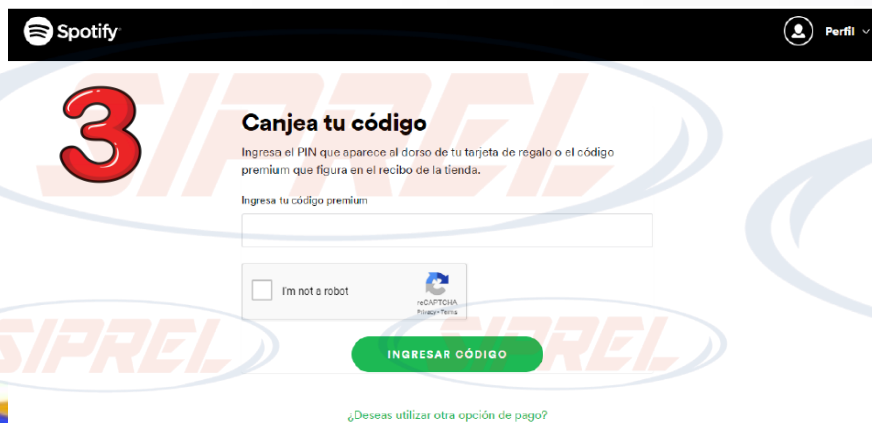 Spotify
Perfil
SIPREL
3
Canjea tu código
Ingresa el PIN que aparece al dorso de tu tarjeta de regalo o el código
premium que figura en el recibo de la tienda.
Ingresa tu código premium
I'm not a robot
reCAPTCHA
Privacy - Terms
SIPREL
SIPREL
INGRESAR CÓDIGO
¿Deseas utilizar otra opción de pago?